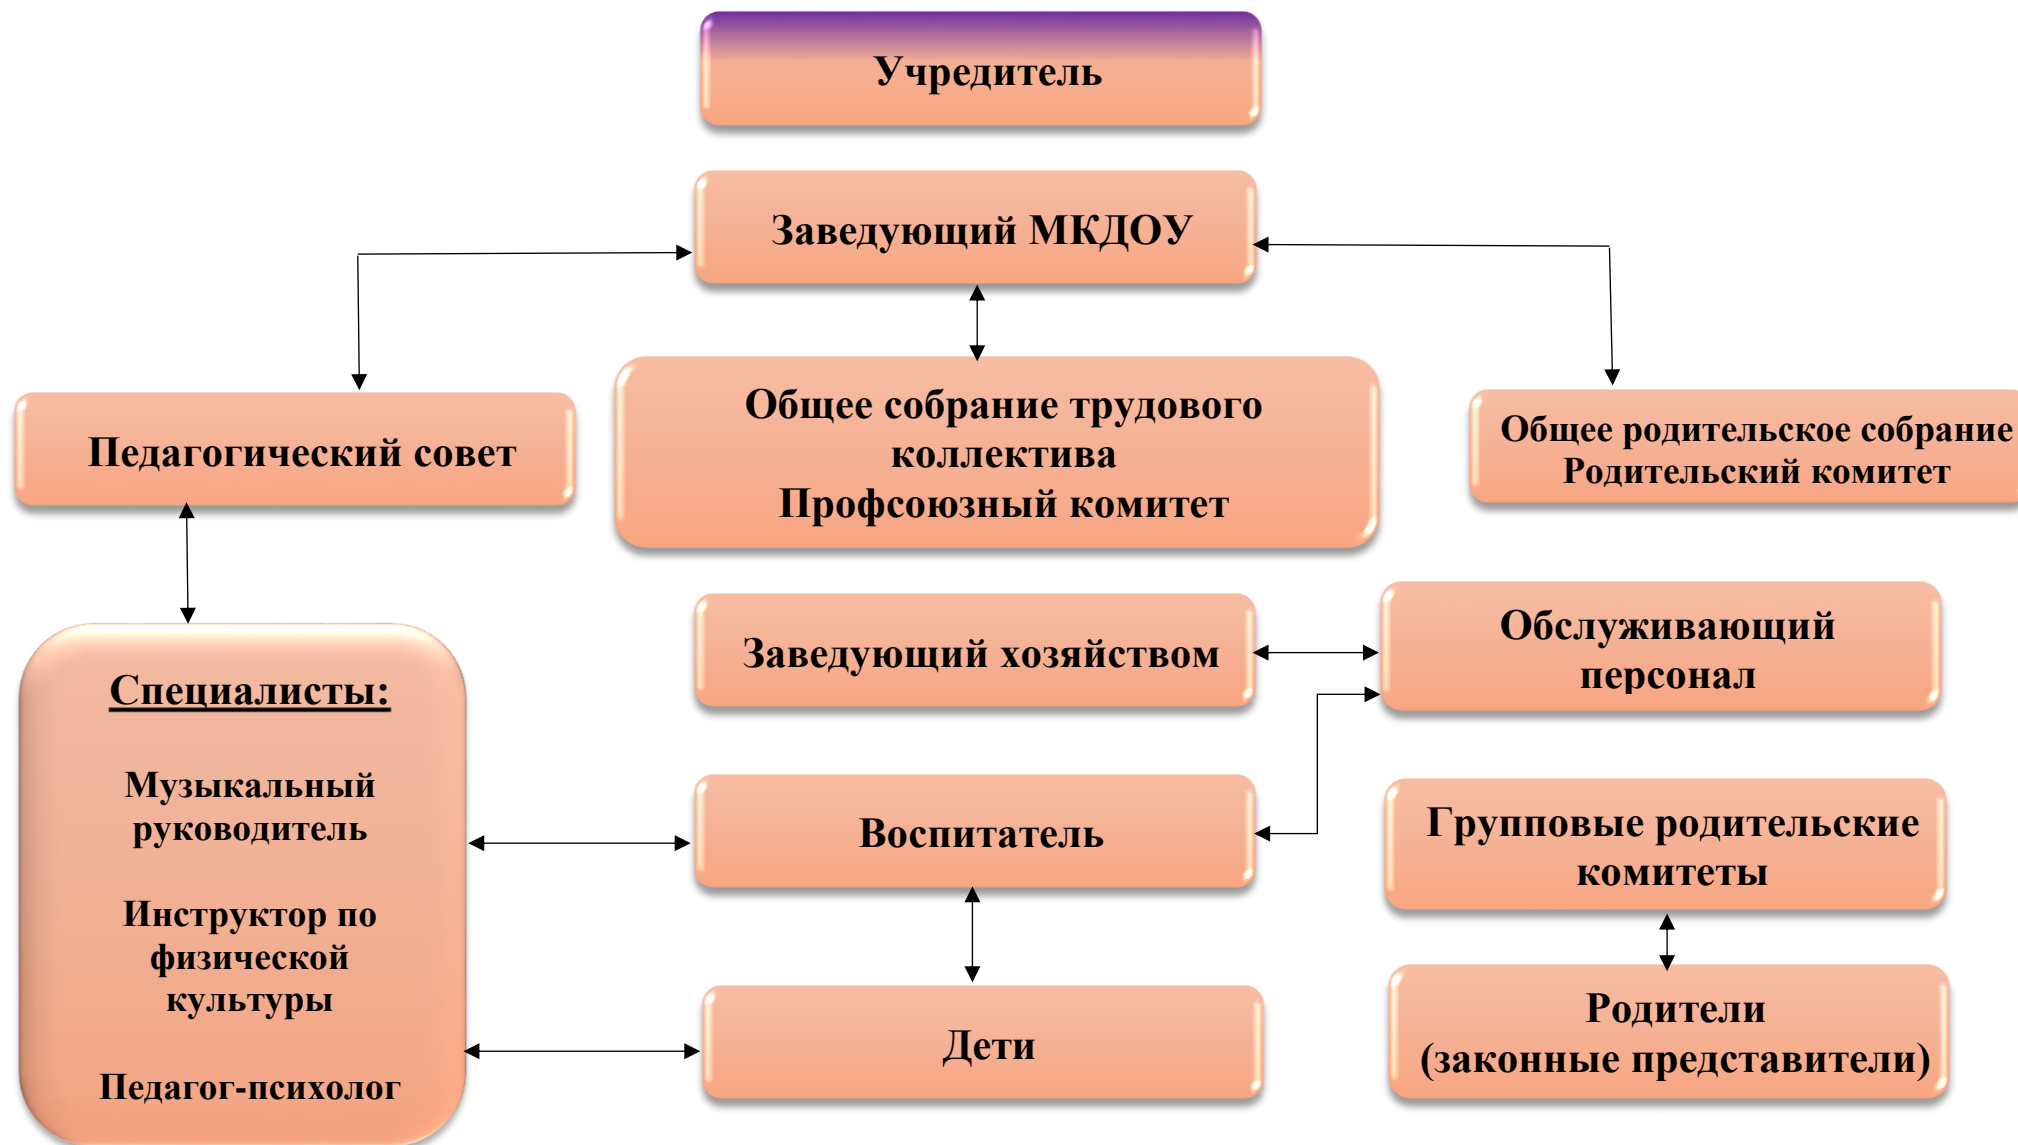 Учредитель
Заведующий МКДОУ
Педагогический совет
Общее собрание трудового
коллектива
Профсоюзный комитет
Общее родительское собрание
Родительский комитет
Специалисты:
Музыкальный
руководитель
Инструктор по
физической
культуры
Педагог-психолог
Заведующий хозяйством
Обслуживающий
персонал
Воспитатель
Групповые родительские
комитеты
Дети
Родители
(законные представители)